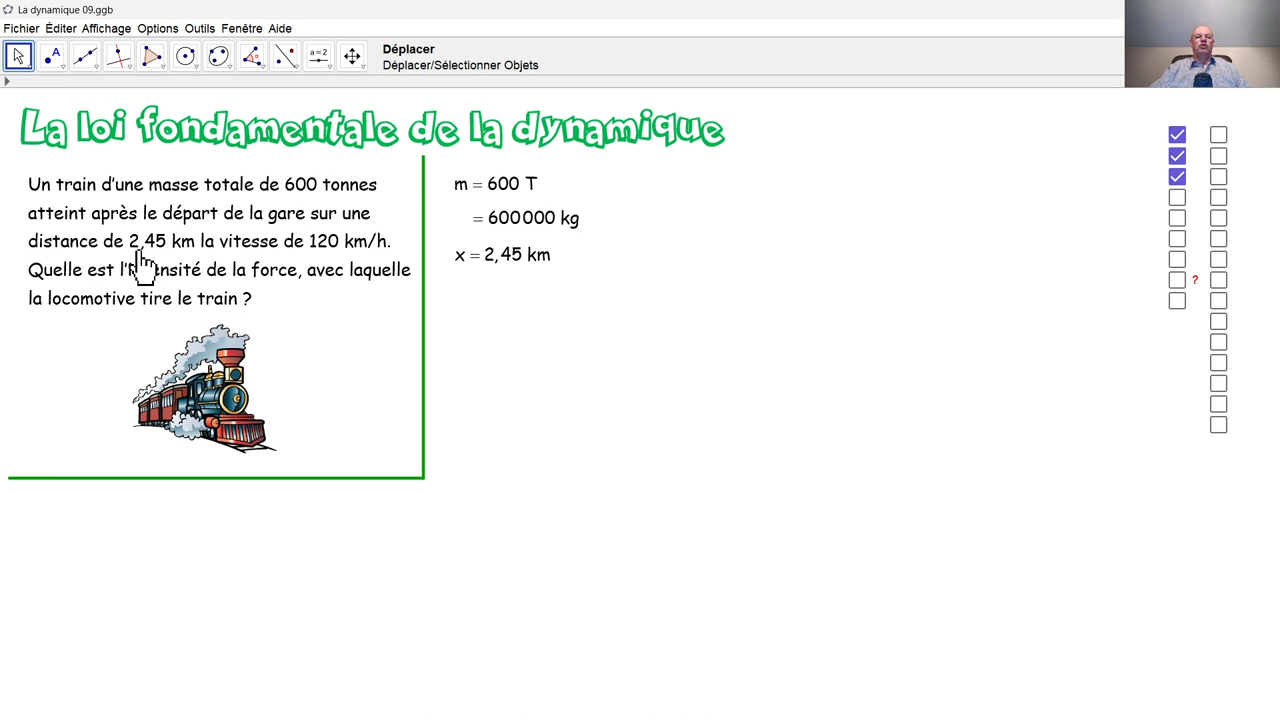 La dynamique 09.ggb
Fichier Éditer Affichage Options Outils Fenêtre Aide
A
a=2
Déplacer
Déplacer/Sélectionner Objets
La loi fondamentale de la dynamique
Un train d'une masse totale de 600 tonnes
atteint après le départ de la gare sur une
distance de 2,45 km la vitesse de 120 km/h.
Quelle est l'intensité de la force, avec laquelle
la locomotive tire le train ?
m = 600 T
= 600 000 kg
x = 2,45 km
?